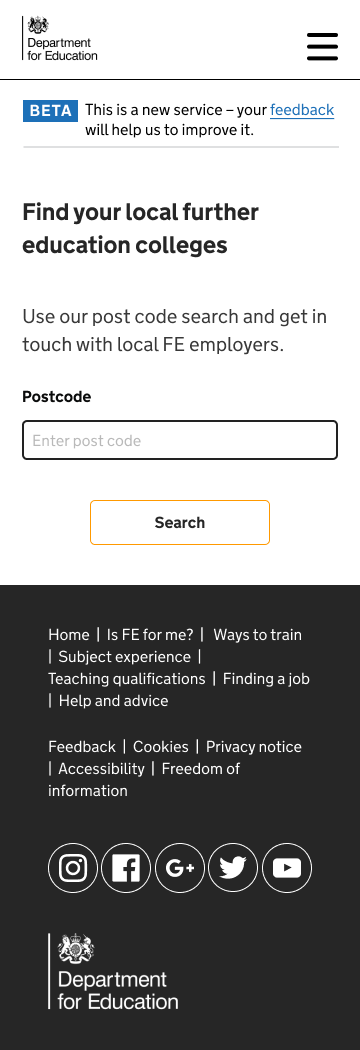 Department
for Education
BETA This is a new service – your feedback
will help us to improve it.
Find your local further
education colleges
Use our post code search and get in
touch with local FE employers.
Postcode
Enter post code
Search
Home | Is FE for me? | Ways to train
| Subject experience |
Teaching qualifications | Finding a job
| Help and advice
Feedback | Cookies | Privacy notice
| Accessibility | Freedom of
information
G+
Department
for Education